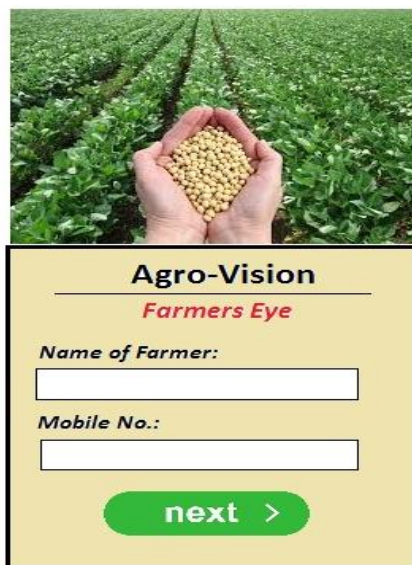 Agro-Vision
Farmers Eye
Name of Farmer:
Mobile No.:
next >